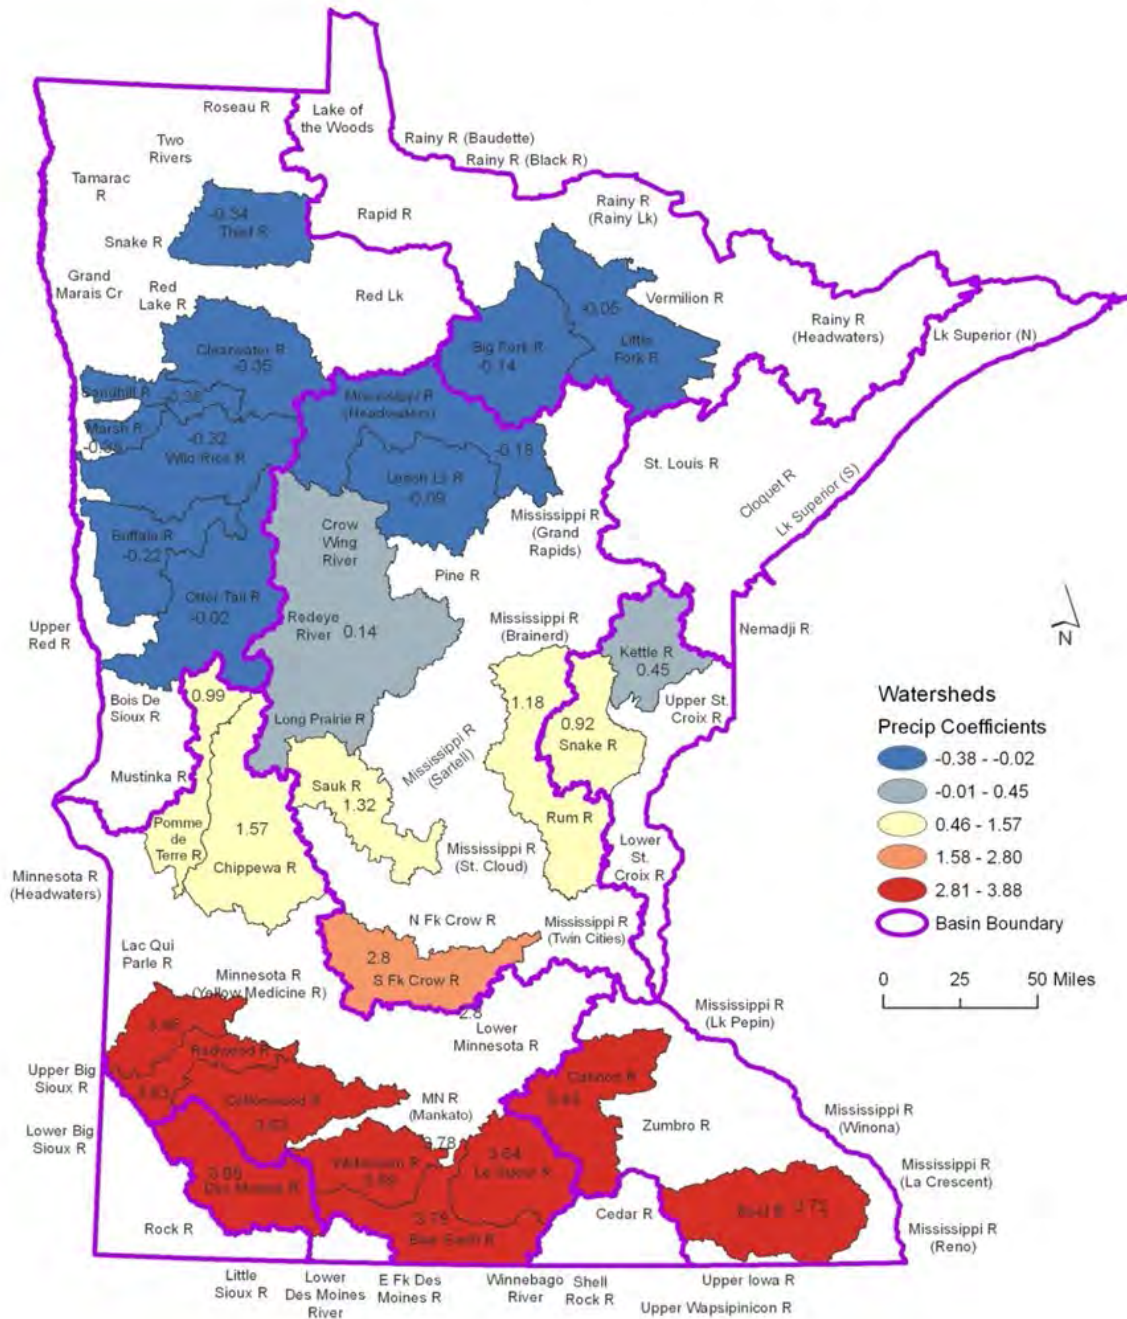 Roseau R
Lake of
the Woods
Two
Rivers
Rainy R (Baudette)
Rainy R (Black R)
Tamarac
R
Rainy R
(Rainy Lk)
-0.34
Thief R
Rapid R
Snake R
Grand
Marais Cr
Red
Lake R
Red Lk
Vermilion R
-0.05
Little
Fork R
Rainy R
(Headwaters)
Lk Superior (N)
Clearwater R
-0.35
Big Fork R
-0.14
Sandhill R
Mississippi R
(Headwaters)
Marsh R
-0.32
Wild Rice R
-0.18
Leech Lk R
-0.09
St. Louis R
Cloquet R
Lk Superior (S)
Mississippi R
(Grand
Rapids)
Crow
Wing
River
Buffalo R
-0.22
Pine R
Otter Tail R
-0.02
Redeye
River
0.14
Mississippi R
(Brainerd)
Upper
Red R
Nemadji R
Kettle R
0.45
Upper St.
Croix R
Bois De
Sioux R
0.99
1.18
0.92
Snake R
Long Prairie R
Mississippi R
(Sartell)
Mustinka R
Sauk R
1.32
Pomme
de
Terre R
1.57
Chippewa R
Rum R
Mississippi R
(St. Cloud)
Lower
St.
Croix R
Minnesota R
(Headwaters)
N Fk Crow R
Mississippi R
(Twin Cities)
2.8
S Fk Crow R
2.8
Lac Qui
Parle R
Minnesota R
(Yellow Medicine R)
Lower
Minnesota R
Mississippi R
(Lk Pepin)
Redwood R
Upper Big
Sioux R
3.83
Cottonwood R
Cannon R
MN R
(Mankato)
Zumbro R
Mississippi R
(Winona)
Lower Big
Sioux R
Watonwan R
3.64
Le Sueur R
Des Moines R
Mississippi R
(La Crescent)
Rock R
Blue Earth R
Cedar R
Root R
Mississippi R
(Reno)
Little
Sioux R
Lower
Des Moines
River
E Fk Des
Moines R
Winnebago
River
Shell
Rock R
Upper Iowa R
Upper Wapsipinicon R
N
Watersheds
Precip Coefficients
-0.38 - -0.02
-0.01 - 0.45
0.46 - 1.57
1.58 - 2.80
2.81 - 3.88
Basin Boundary
0 25 50 Miles